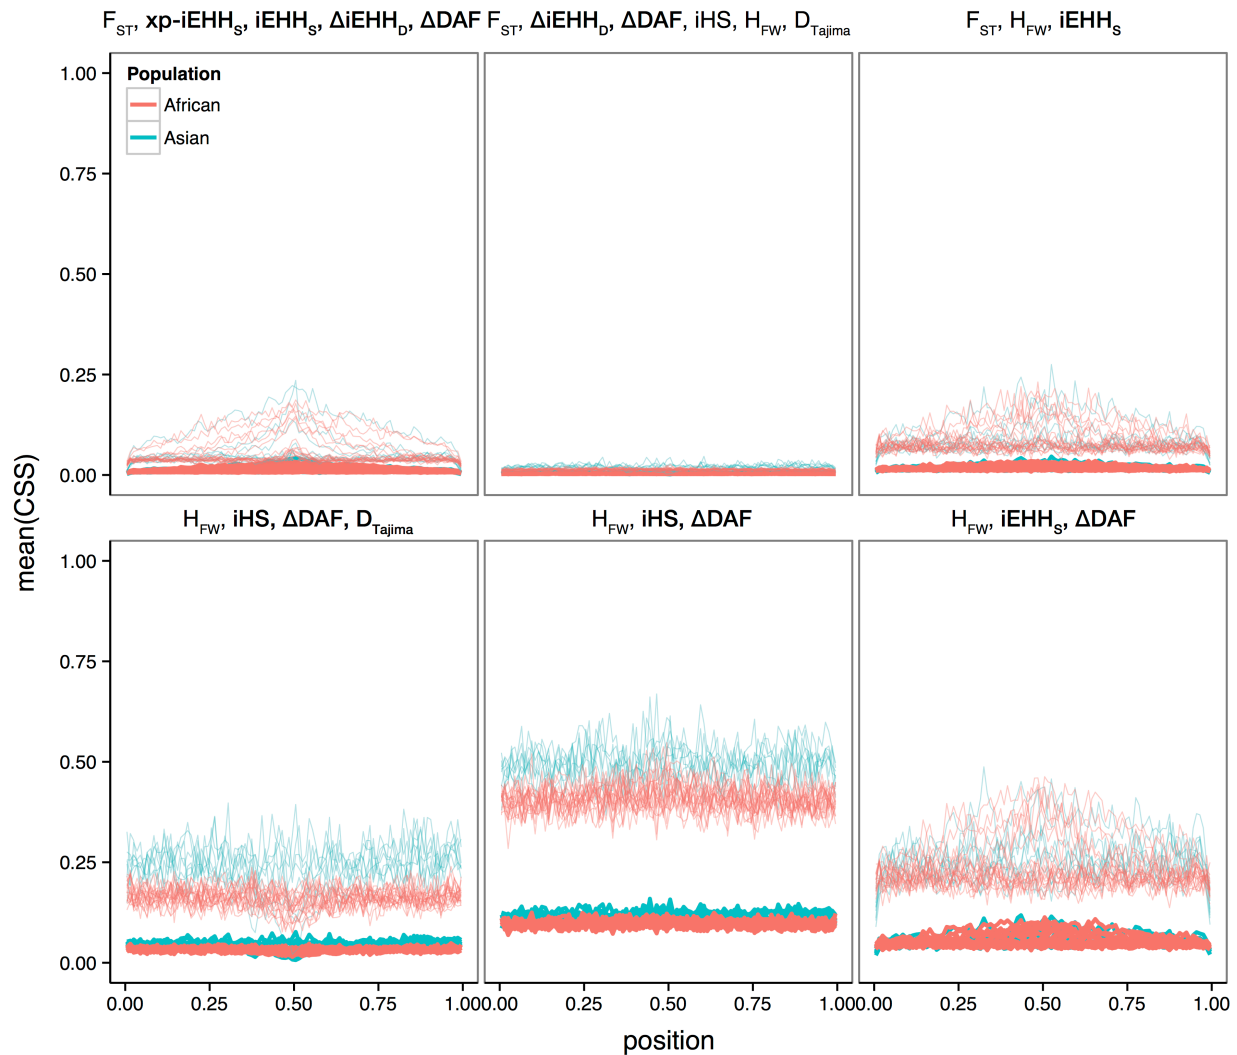 FST, xp-iEHHS, iEHHS, ΔiEHHD, ΔDAF
FST, ΔiEHHD, ΔDAF, iHS, HFW, DTajima
FST, HFW, iEHHS
Population
African
Asian
1.00
0.75
0.50
0.25
0.00
HFW, iHS, ΔDAF, DTajima
HFW, iHS, ΔDAF
HFW, iEHHS, ΔDAF
1.00
0.75
0.50
0.25
0.00
mean(CSS)
0.00 0.25 0.50 0.75 1.00
0.00 0.25 0.50 0.75 1.00
0.00 0.25 0.50 0.75 1.00
position